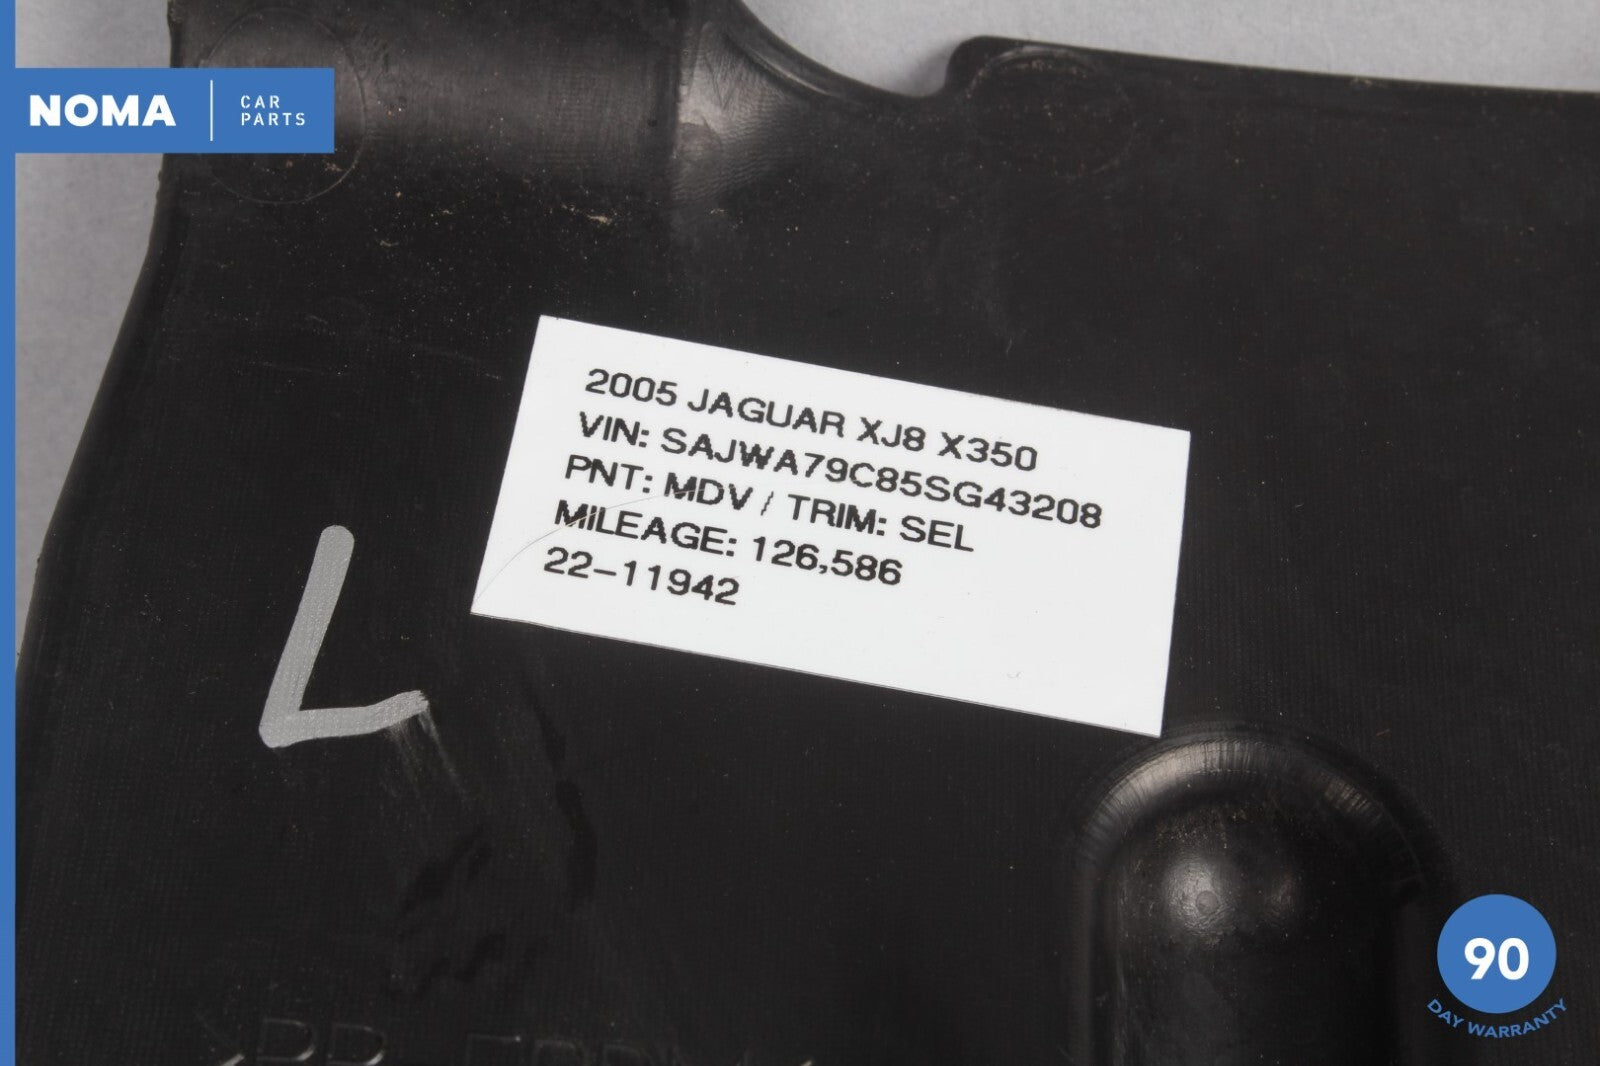 NOMA
CAR
PARTS
2005 JAGUAR XJ8 X350
VIN: SAJWA79C85SG43208
PNT: MDV / TRIM: SEL
MILEAGE: 126,586
22-11942
L
90
DAY WARRANTY